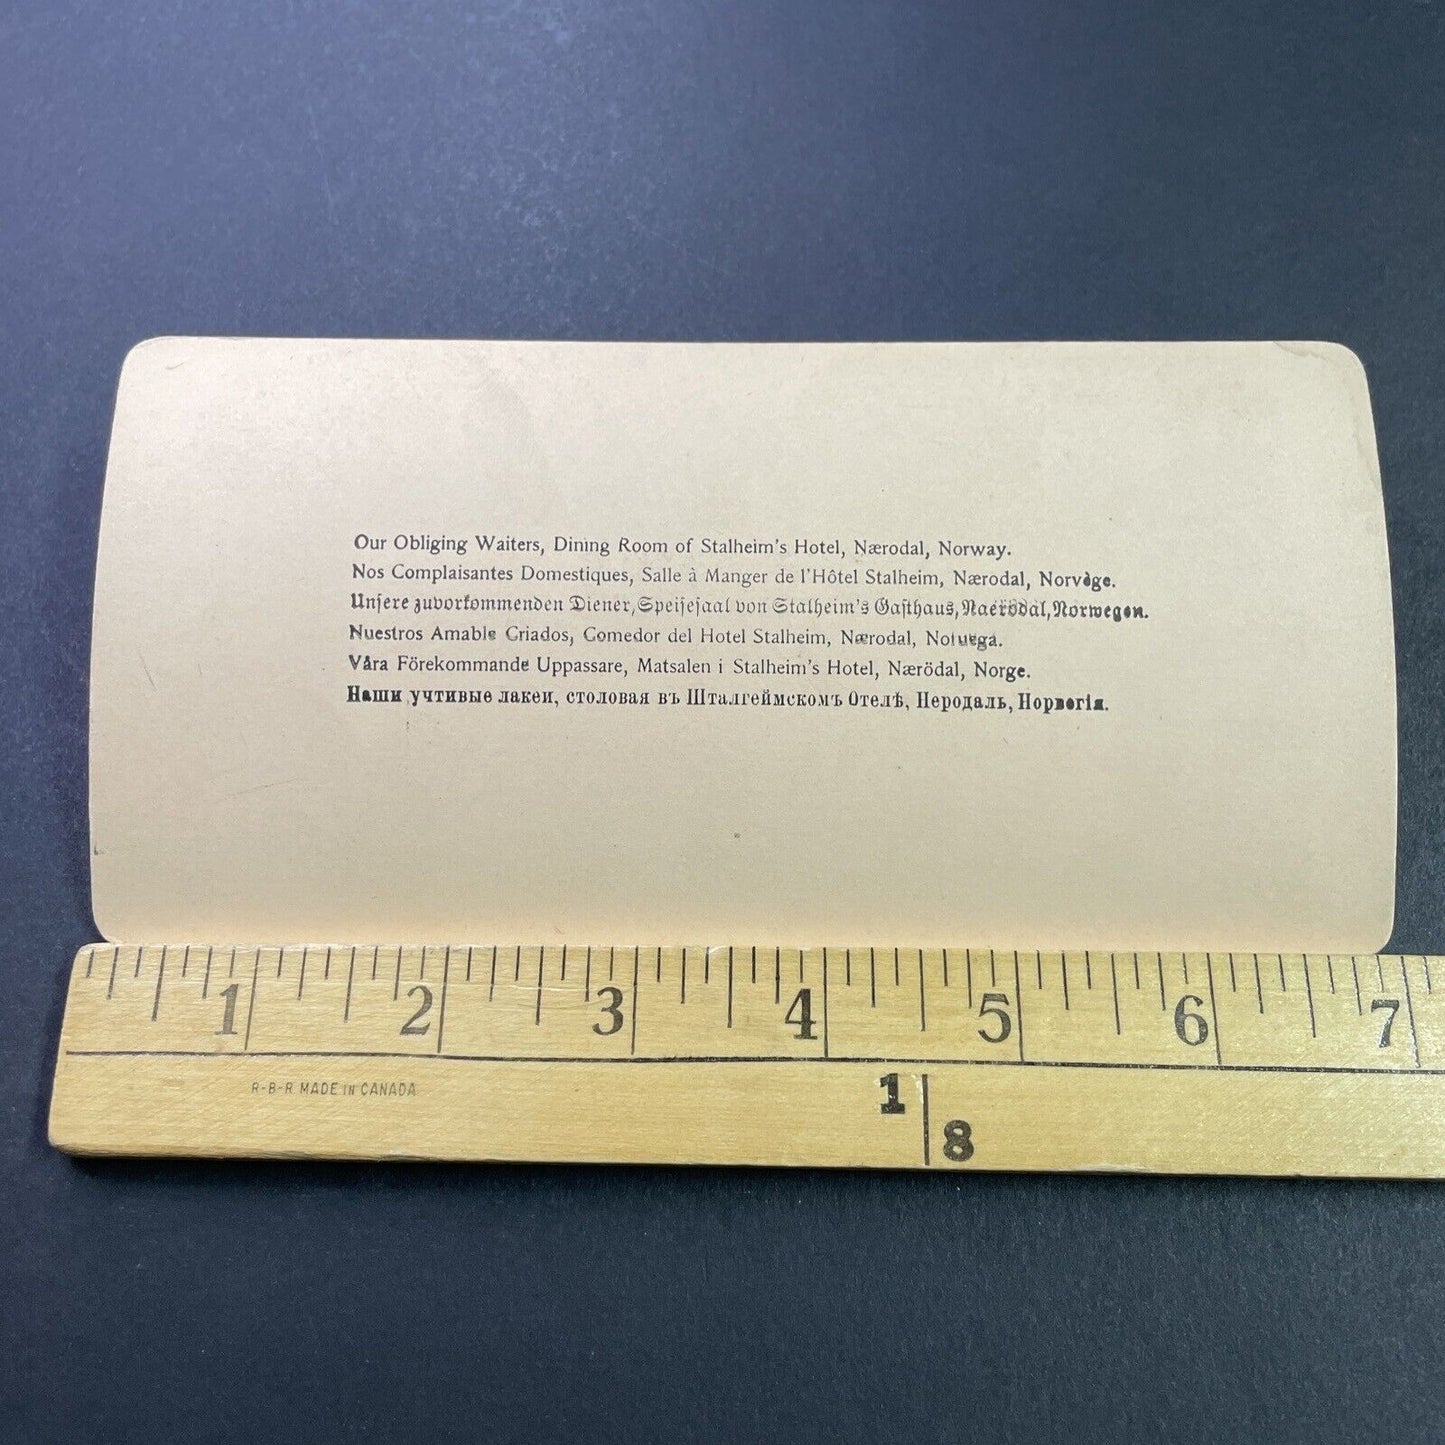 Our Obliging Waiters, Dining Room of Stalheim's Hotel, Nærodal, Norway.
Nos Complaisantes Domestiques, Salle à Manger de l'Hôtel Stalheim, Nærodal, Norvège.
Unsere zuvorkommenden Diener, Speisesaal von Stalheim's Gasthaus, Naerödal, Norwegen.
Nuestros Amable Criados, Comedor del Hotel Stalheim, Nærodal, Notuega.
Våra Förekommande Uppassare, Matsalen i Stalheim's Hotel, Nærödal, Norge.
Наши учтивые лакеи, столовая въ Шталгеймскомъ Отелѣ, Неродаль, Норвегія.
1 2 3 4 5 6 7
R-B-R MADE IN CANADA
1
8